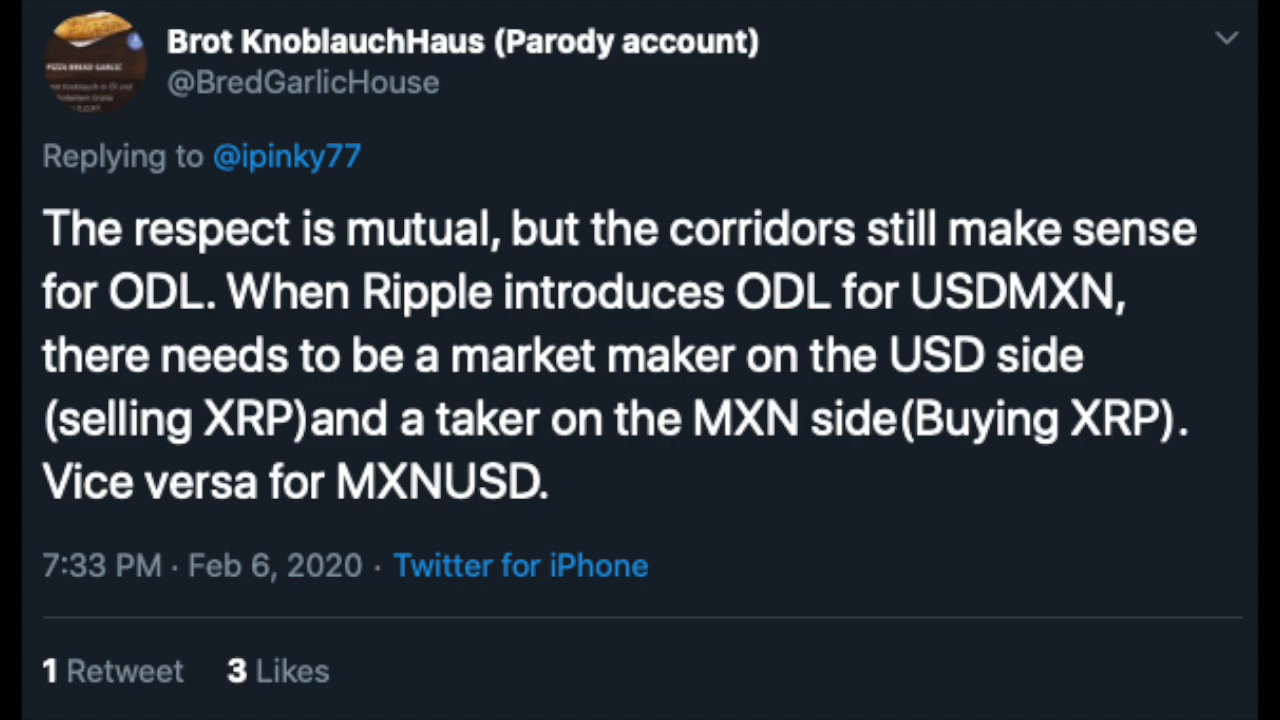 Brot KnoblauchHaus (Parody account)
@BredGarlicHouse
Replying to @ipinky77
The respect is mutual, but the corridors still make sense
for ODL. When Ripple introduces ODL for USDMXN,
there needs to be a market maker on the USD side
(selling XRP)and a taker on the MXN side(Buying XRP).
Vice versa for MXNUSD.
7:33 PM · Feb 6, 2020 · Twitter for iPhone
1 Retweet 3 Likes